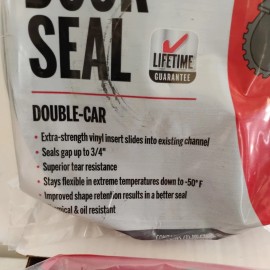 DOOR
SEAL
LIFETIME
GUARANTEE
DOUBLE-CAR
• Extra-strength vinyl insert slides into existing channel
• Seals gap up to 3/4"
• Superior tear resistance
• Stays flexible in extreme temperatures down to -50° F
• Improved shape retention results in a better seal
& oil resistant